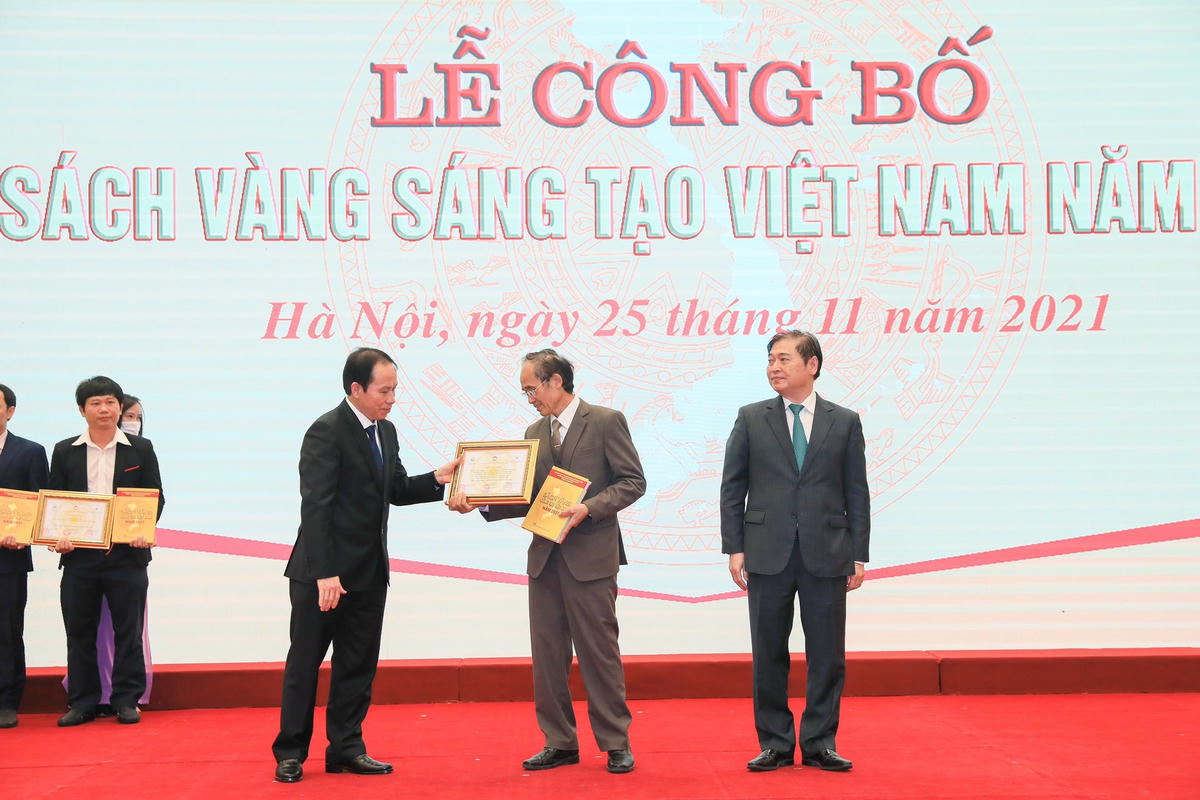 LỄ CÔNG BỐ
SÁCH VÀNG SÁNG TẠO VIỆT NAM NĂM
Hà Nội, ngày 25 tháng 11 năm 2021